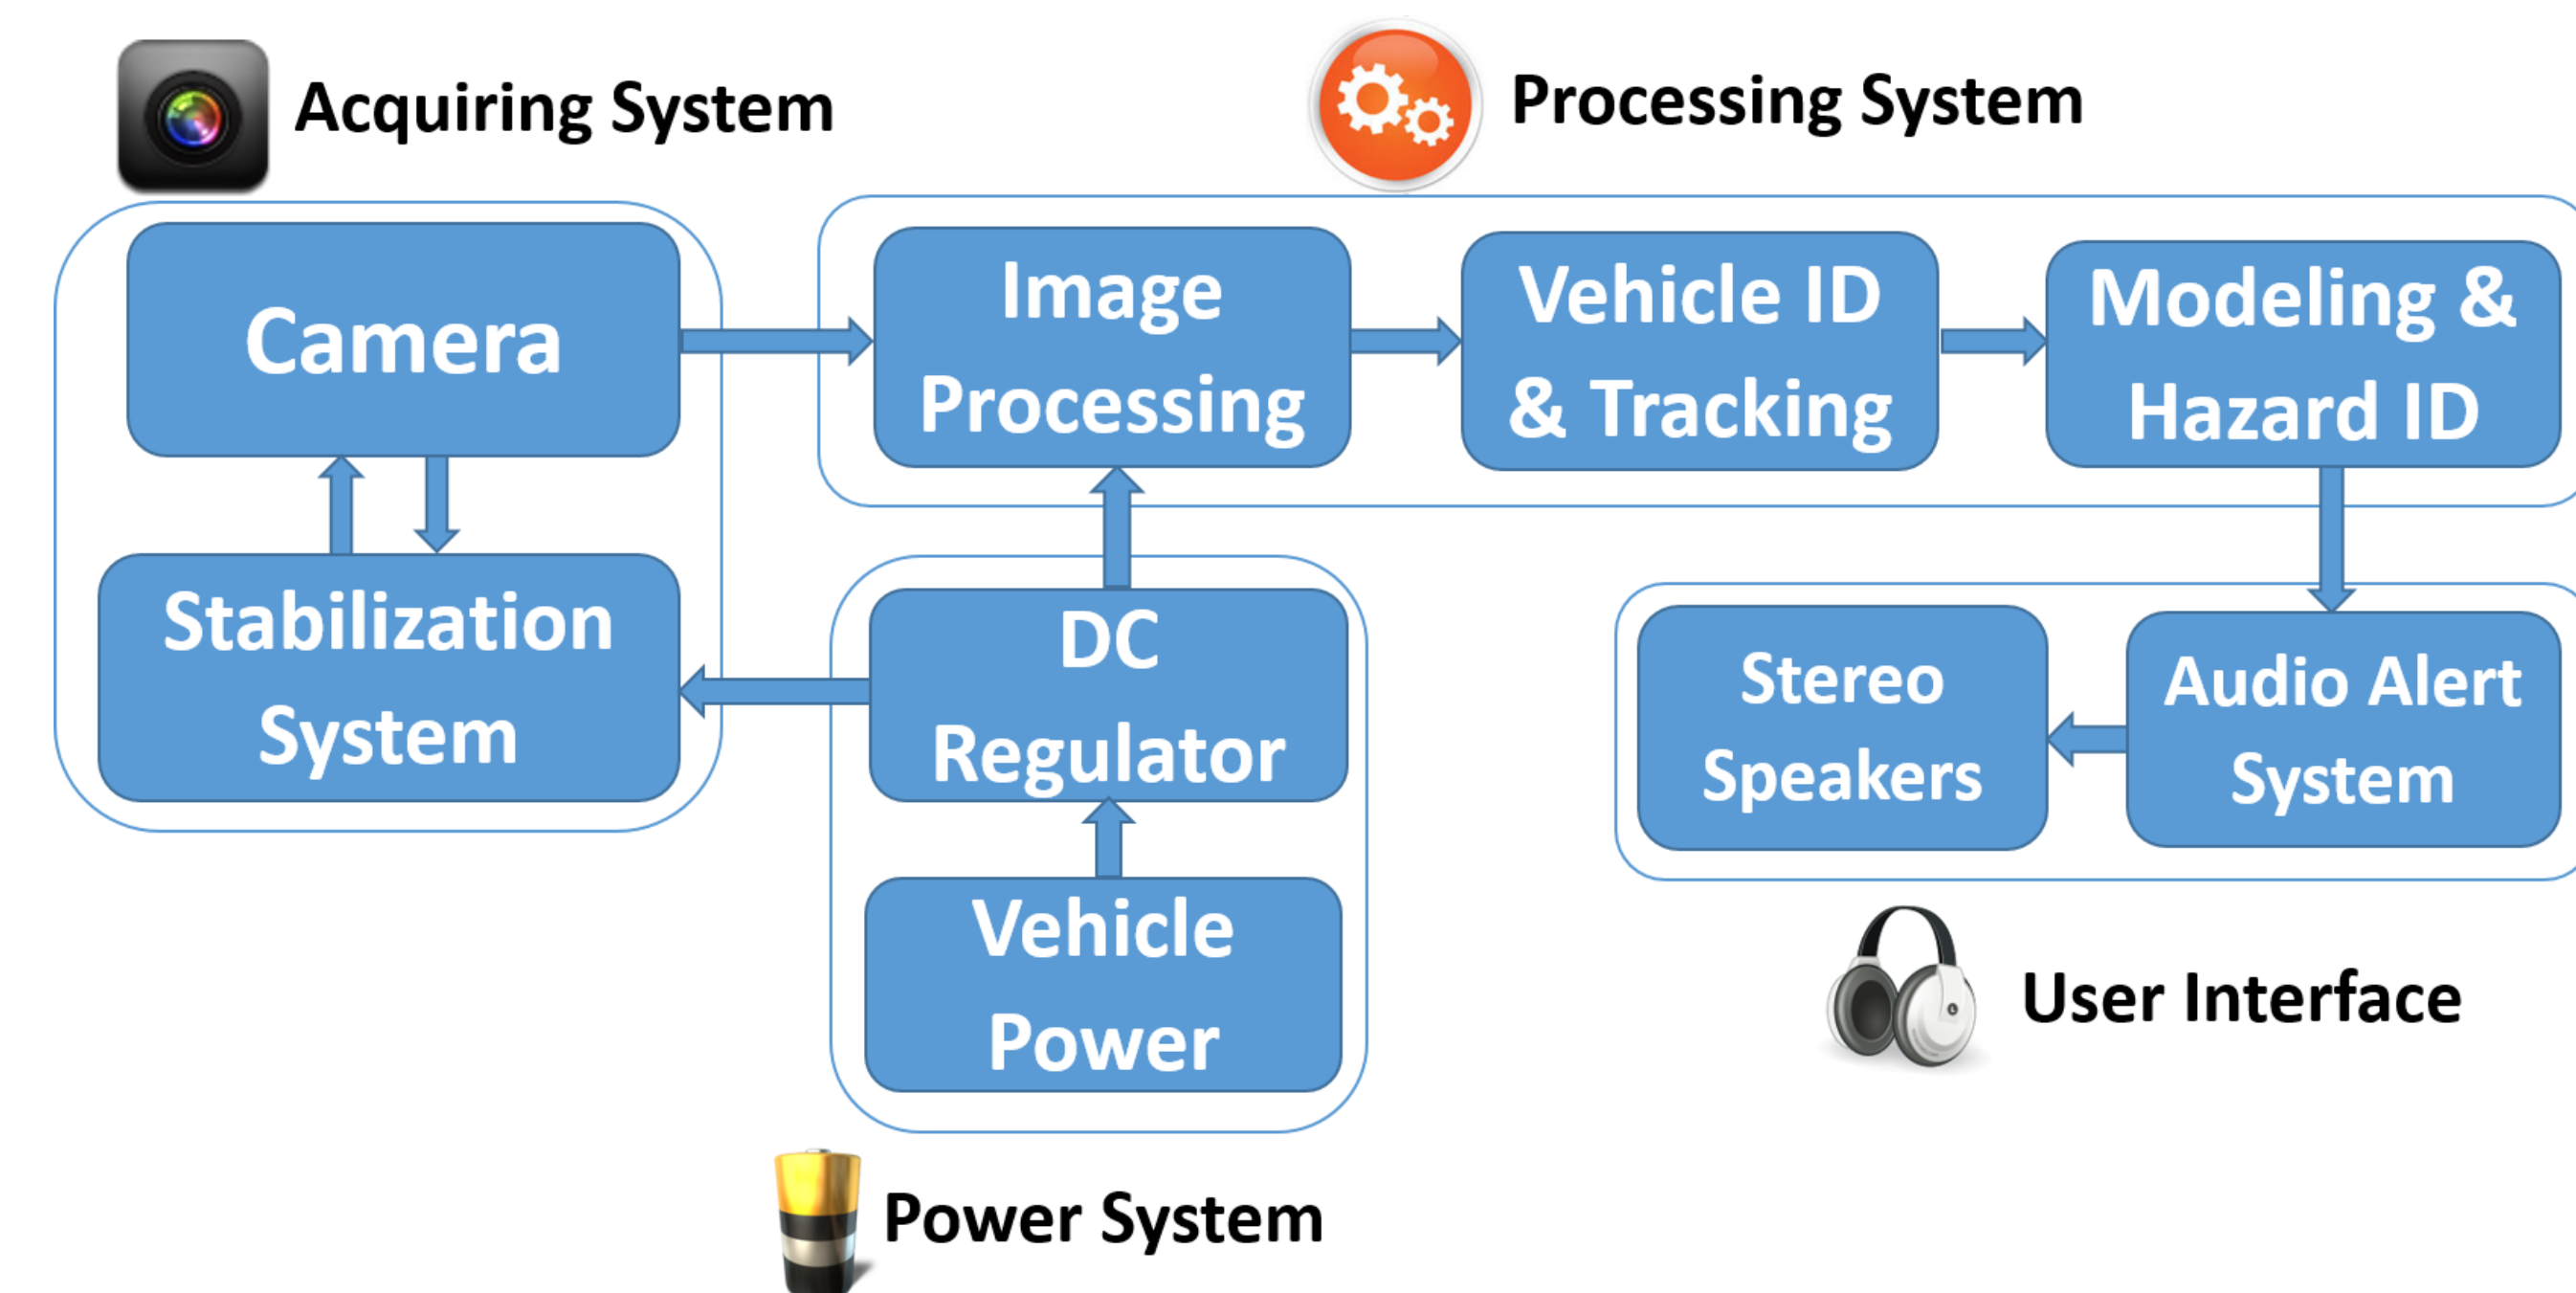 Acquiring System
Processing System
Camera
Image
Processing
Vehicle ID
& Tracking
Modeling &
Hazard ID
Stabilization
System
DC
Regulator
Stereo
Speakers
Audio Alert
System
Vehicle
Power
User Interface
Power System